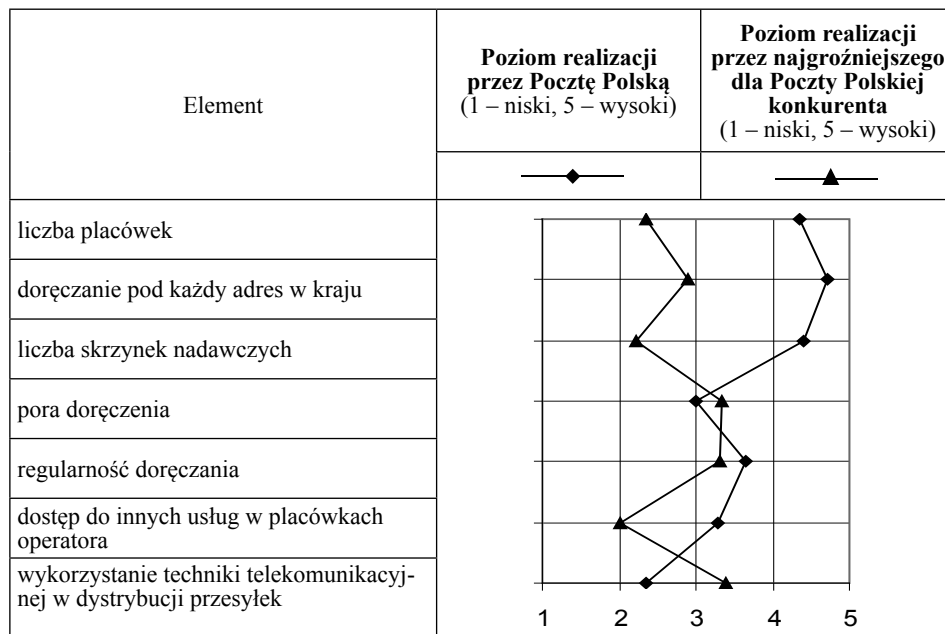 Element
Poziom realizacji
przez Pocztę Polską
(1 – niski, 5 – wysoki)
Poziom realizacji
przez najgroźniejszego
dla Poczty Polskiej
konkurenta
(1 – niski, 5 – wysoki)
liczba placówek
doręczanie pod każdy adres w kraju
liczba skrzynek nadawczych
pora doręczenia
regularność doręczania
dostęp do innych usług w placówkach
operatora
wykorzystanie techniki telekomunikacyj-
nej w dystrybucji przesyłek
1 2 3 4 5